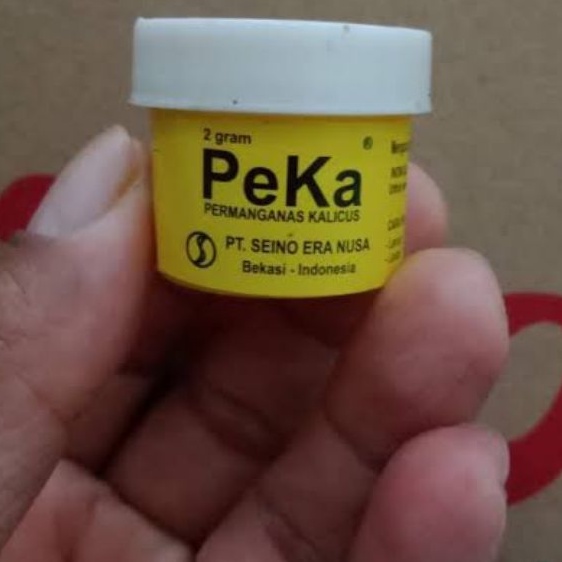 2 gram
PeKa®
PERMANGANAS KALICUS
PT. SEINO ERA NUSA
Bekasi - Indonesia